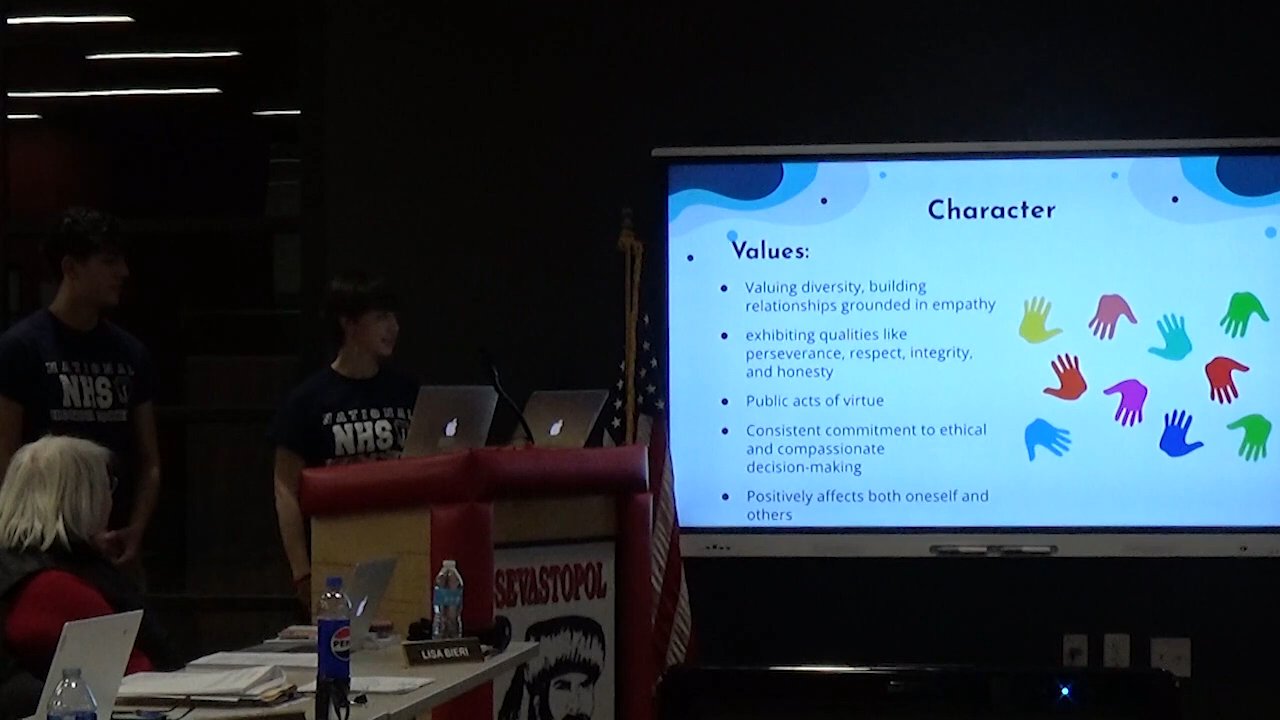 Character
Values:
Valuing diversity, building
relationships grounded in empathy
exhibiting qualities like
perseverance, respect, integrity,
and honesty
Public acts of virtue
Consistent commitment to ethical
and compassionate
decision-making
Positively affects both oneself and
others
NATIONAL
NHS
NATIONAL
NHS
SEVASTOPOL
LISA BIERI